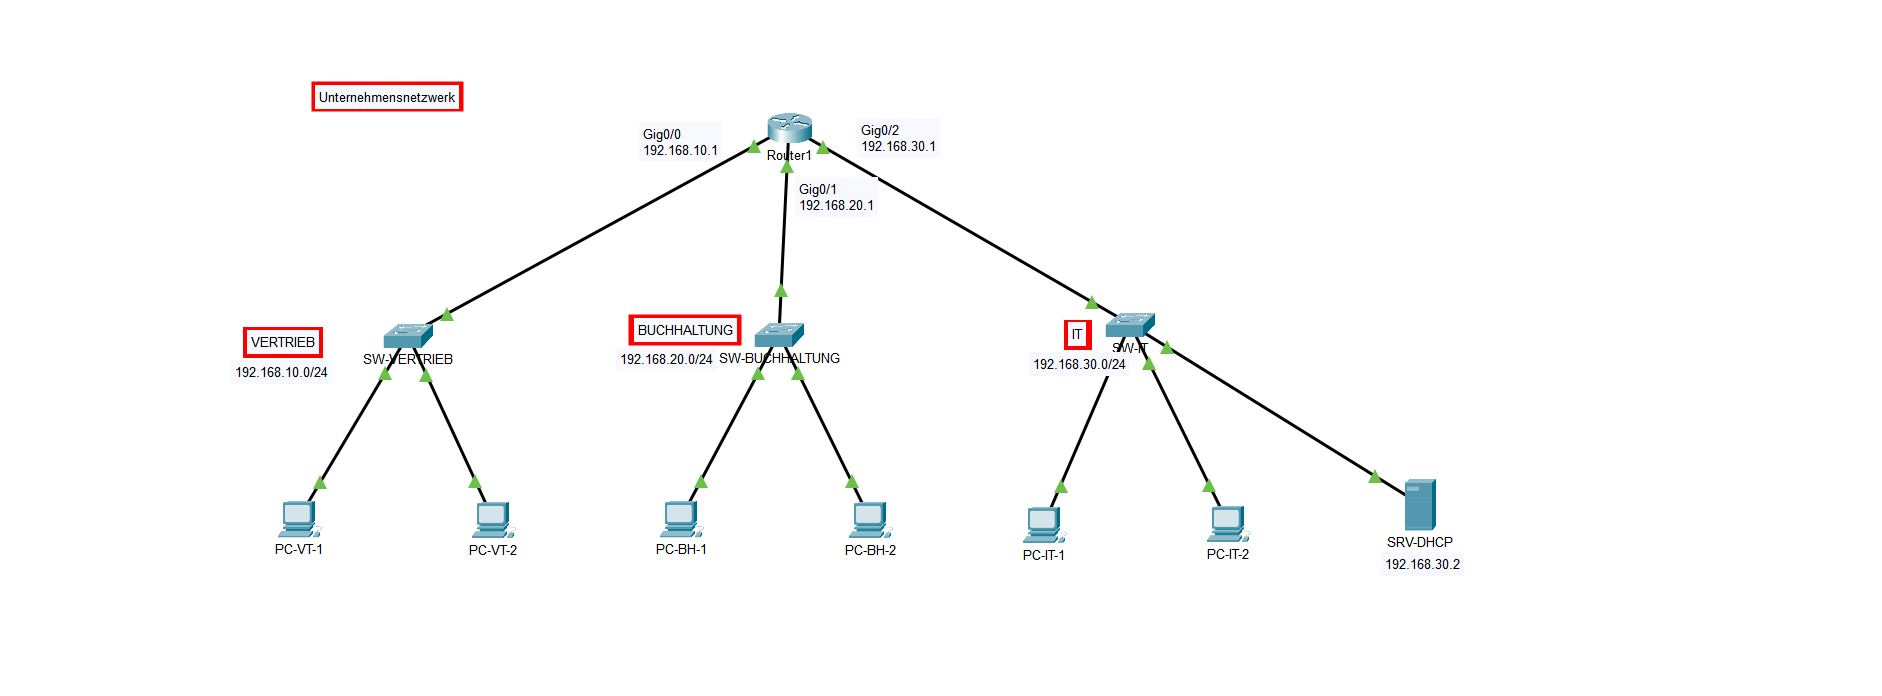 Unternehmensnetzwerk
Gig0/0
192.168.10.1
Router1
Gig0/2
192.168.30.1
Gig0/1
192.168.20.1
VERTRIEB
192.168.10.0/24
SW-VERTRIEB
BUCHHALTUNG
192.168.20.0/24
SW-BUCHHALTUNG
IT
192.168.30.0/24
SW-IT
PC-VT-1
PC-VT-2
PC-BH-1
PC-BH-2
PC-IT-1
PC-IT-2
SRV-DHCP
192.168.30.2